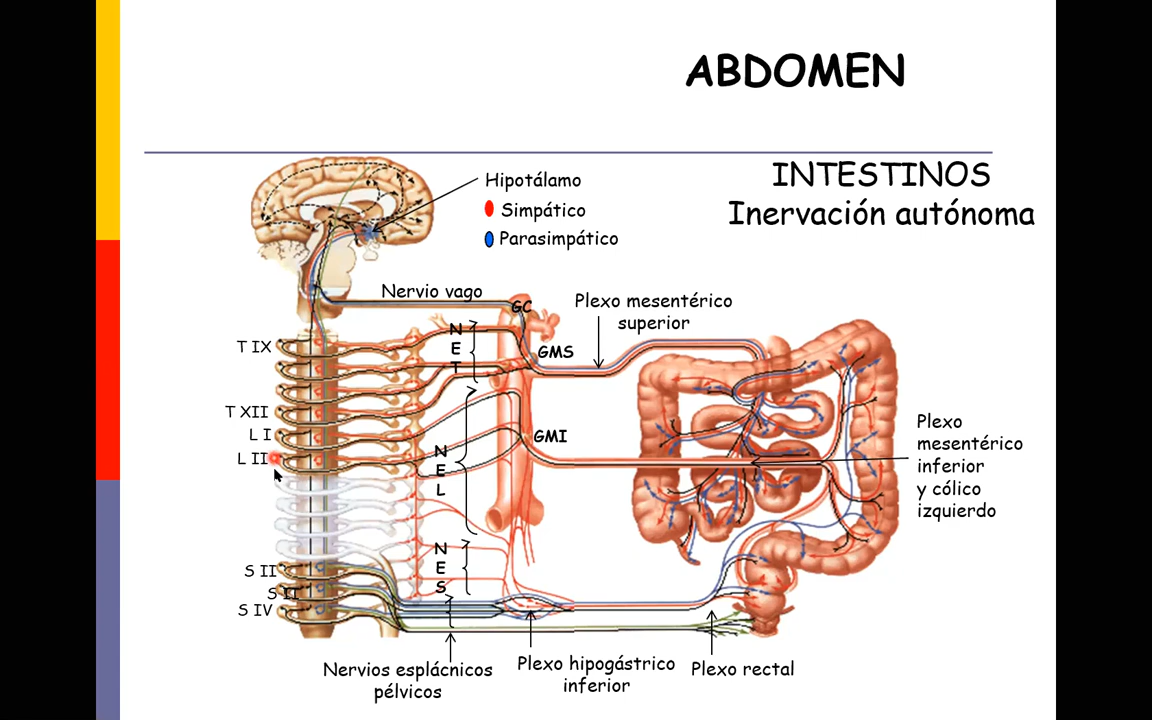 ABDOMEN
INTESTINOS
Inervación autónoma
Hipotálamo
Simpático
Parasimpático
Nervio vago
GC
Plexo mesentérico
superior
N
E
T
GMS
T IX
T XII
L I
L II
GMI
N
E
L
Plexo
mesentérico
inferior
y cólico
izquierdo
N
E
S
S II
S II
S IV
Nervios esplácnicos
pélvicos
Plexo hipogástrico
inferior
Plexo rectal